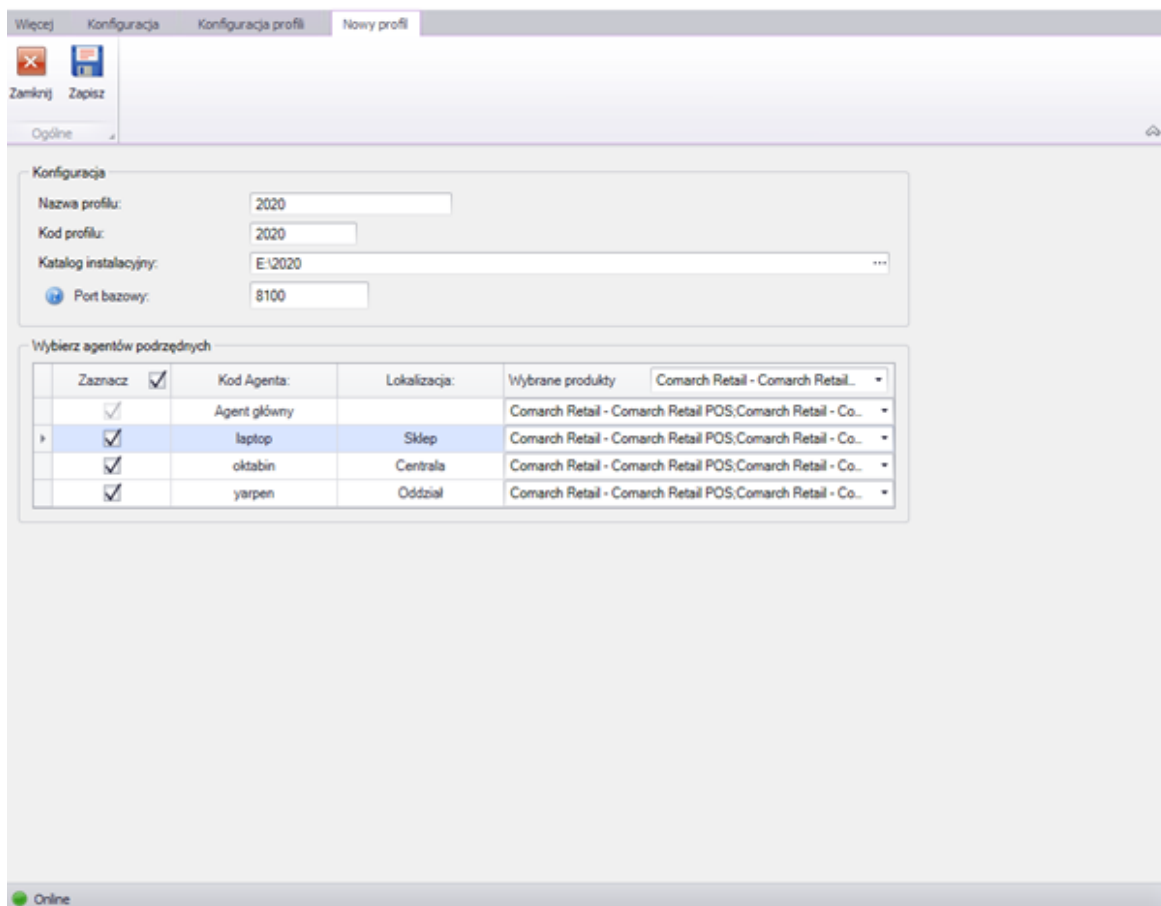 Więcej Konfiguracja Konfiguracja profili Nowy profil
Zamknij Zapisz
Ogólne
Konfiguracja
Nazwa profilu: 2020
Kod profilu: 2020
Katalog instalacyjny: E:\2020 ...
Port bazowy: 8100
Wybierz agentów podrzędnych
Zaznacz Kod Agenta: Lokalizacja: Wybrane produkty Comarch Retail - Comarch Retail...
Agent główny Comarch Retail - Comarch Retail POS;Comarch Retail - Co...
laptop Sklep Comarch Retail - Comarch Retail POS;Comarch Retail - Co...
oktabin Centrala Comarch Retail - Comarch Retail POS;Comarch Retail - Co...
yarpen Oddział Comarch Retail - Comarch Retail POS;Comarch Retail - Co...
Online